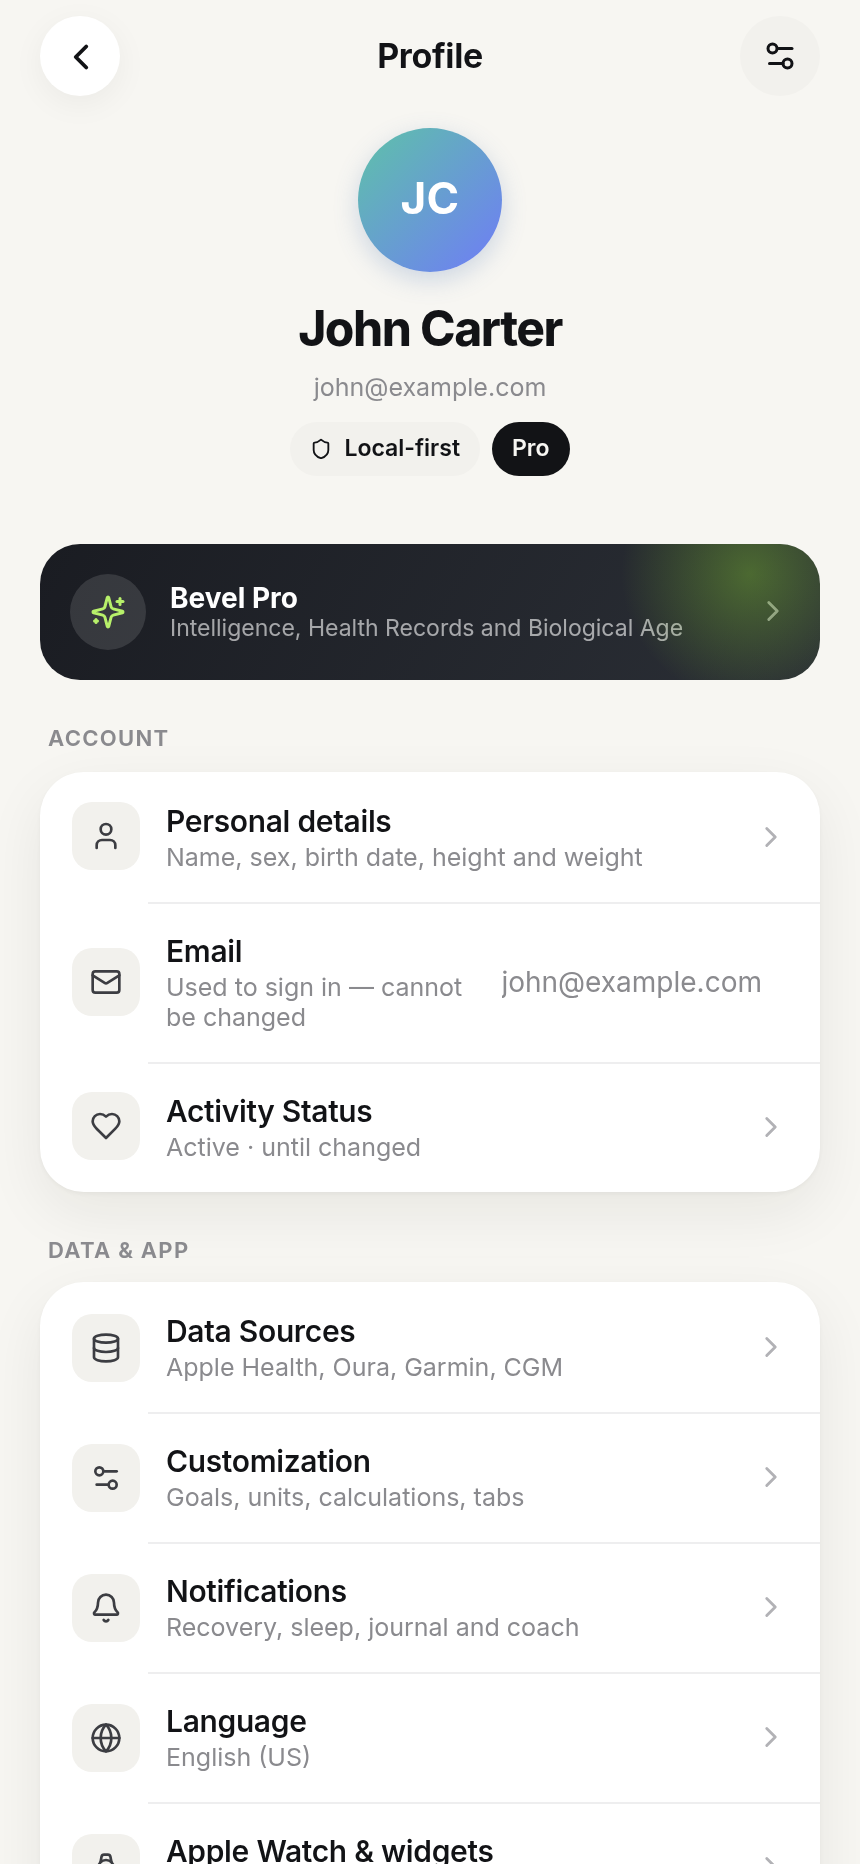 Profile
JC
John Carter
john@example.com
Local-first
Pro
Bevel Pro
Intelligence, Health Records and Biological Age
ACCOUNT
Personal details
Name, sex, birth date, height and weight
Email
Used to sign in — cannot
be changed
john@example.com
Activity Status
Active · until changed
DATA & APP
Data Sources
Apple Health, Oura, Garmin, CGM
Customization
Goals, units, calculations, tabs
Notifications
Recovery, sleep, journal and coach
Language
English (US)
Apple Watch & widgets